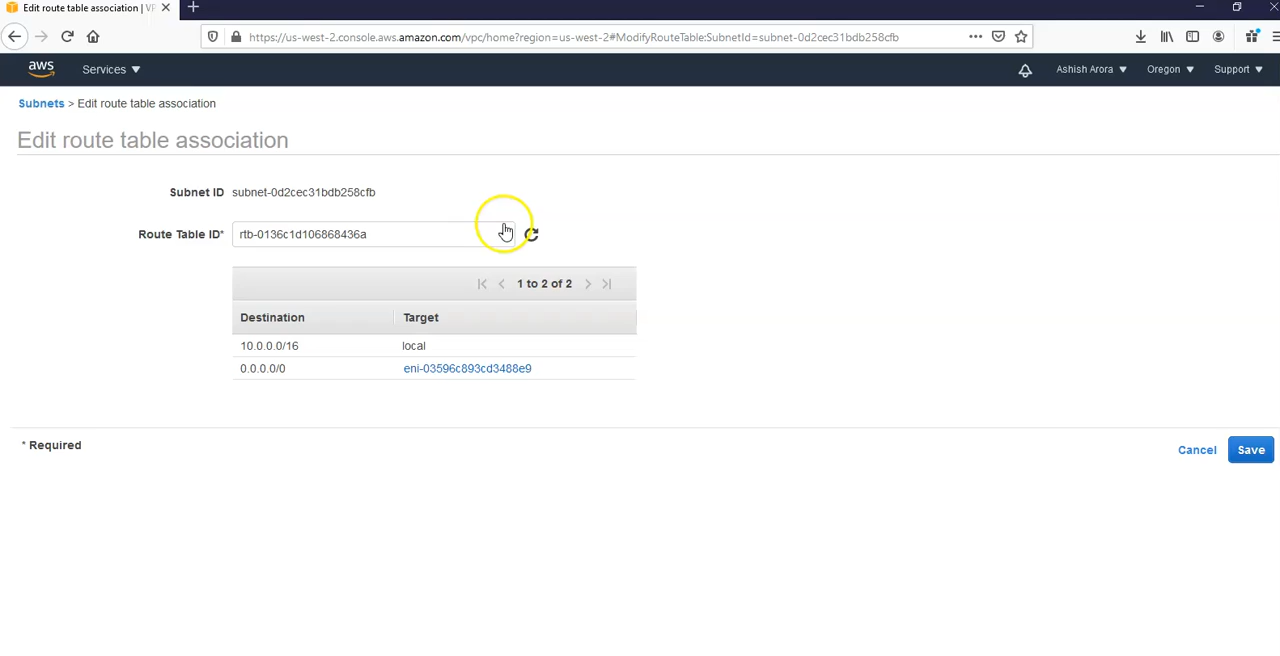 Edit route table association | VP
https://us-west-2.console.aws.amazon.com/vpc/home?region=us-west-2#ModifyRouteTable:SubnetId=subnet-0d2cec31bdb258cfb
aws Services Ashish Arora Oregon Support
Subnets > Edit route table association
Edit route table association
Subnet ID subnet-0d2cec31bdb258cfb
Route Table ID* rtb-0136c1d106868436a
1 to 2 of 2
Destination Target
10.0.0.0/16 local
0.0.0.0/0 eni-03596c893cd3488e9
* Required
Cancel Save